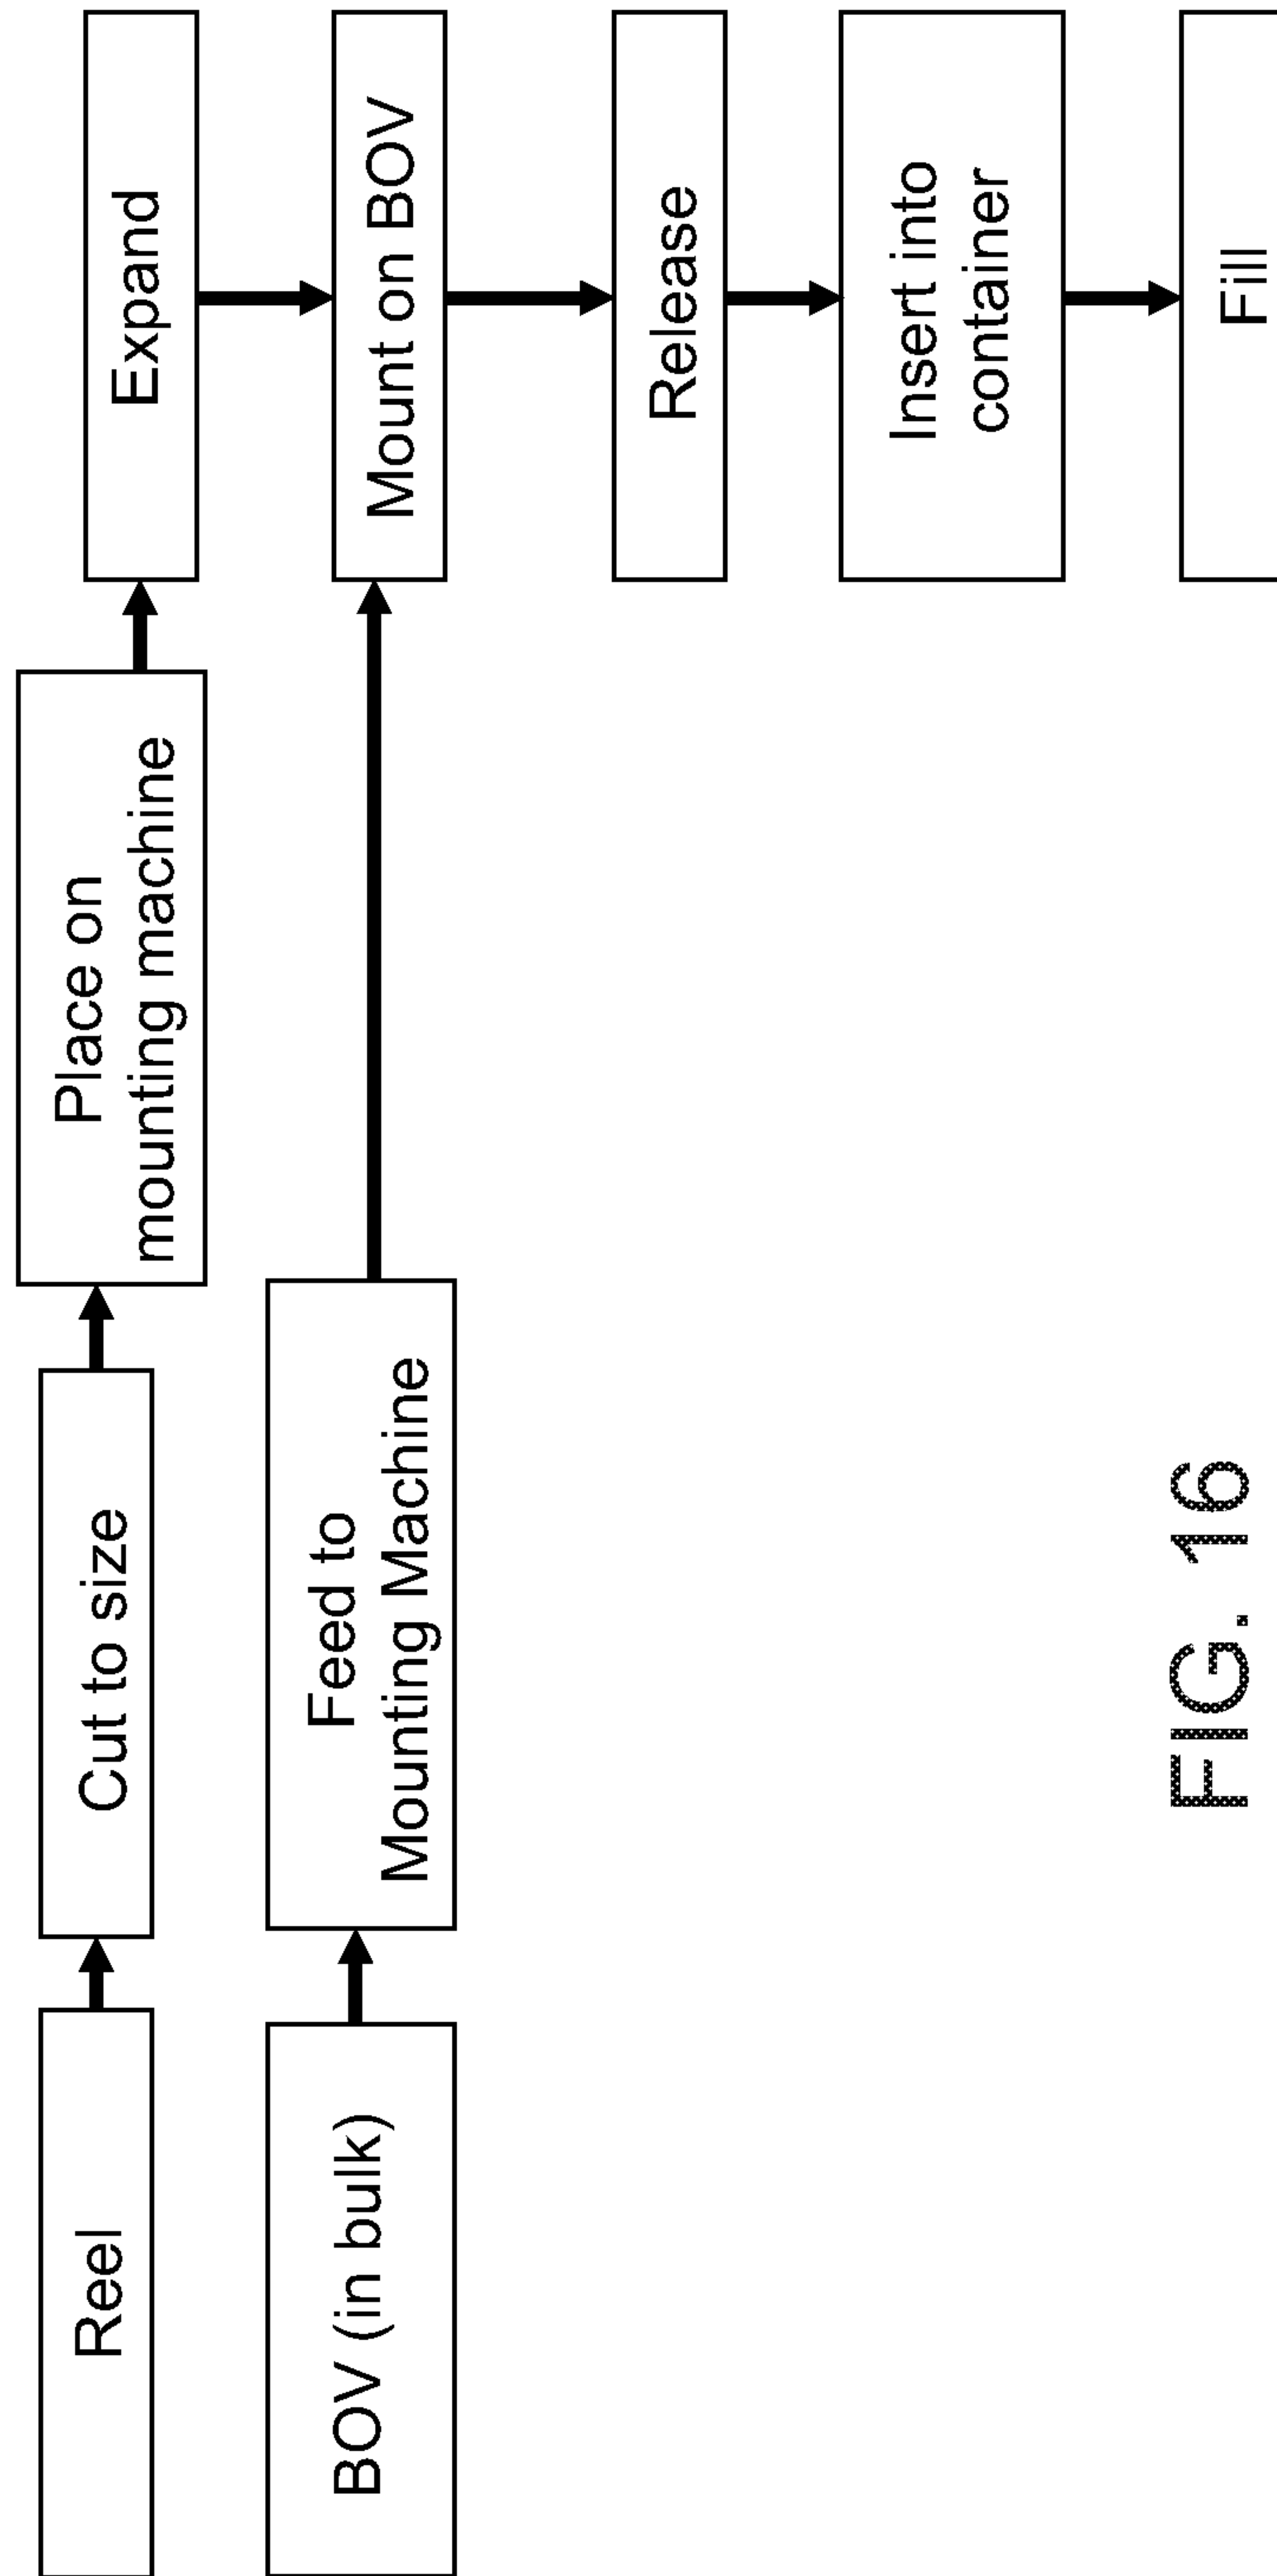 Reel
Cut to size
Place on
mounting machine
Expand
BOV (in bulk)
Feed to
Mounting Machine
Mount on BOV
Release
Insert into
container
Fill
FIG. 16